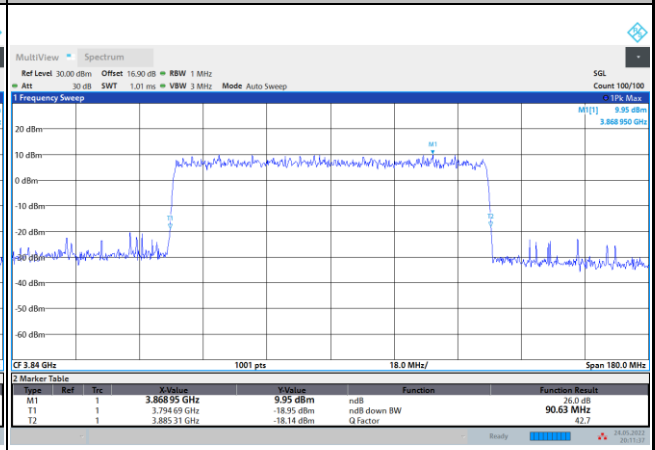 MultiView Spectrum
Ref Level 30.00 dBm Offset 16.90 dB RBW 1 MHz SGL
Att 30 dB SWT 1.01 ms VBW 3 MHz Mode Auto Sweep Count 100/100
1 Frequency Sweep 1Pk Max
M1[1] 9.95 dBm
3.868 950 GHz
20 dBm
M1
10 dBm
0 dBm
-10 dBm
T1 T2
-20 dBm
-30 dBm
-40 dBm
-50 dBm
-60 dBm
CF 3.84 GHz 1001 pts 18.0 MHz/ Span 180.0 MHz
2 Marker Table
Type Ref Trc X-Value Y-Value Function Function Result
M1 1 3.868 95 GHz 9.95 dBm ndB 26.0 dB
T1 1 3.794 69 GHz -18.95 dBm ndB down BW 90.63 MHz
T2 1 3.885 31 GHz -18.14 dBm Q Factor 42.7
Ready 24.05.2022
20:11:37